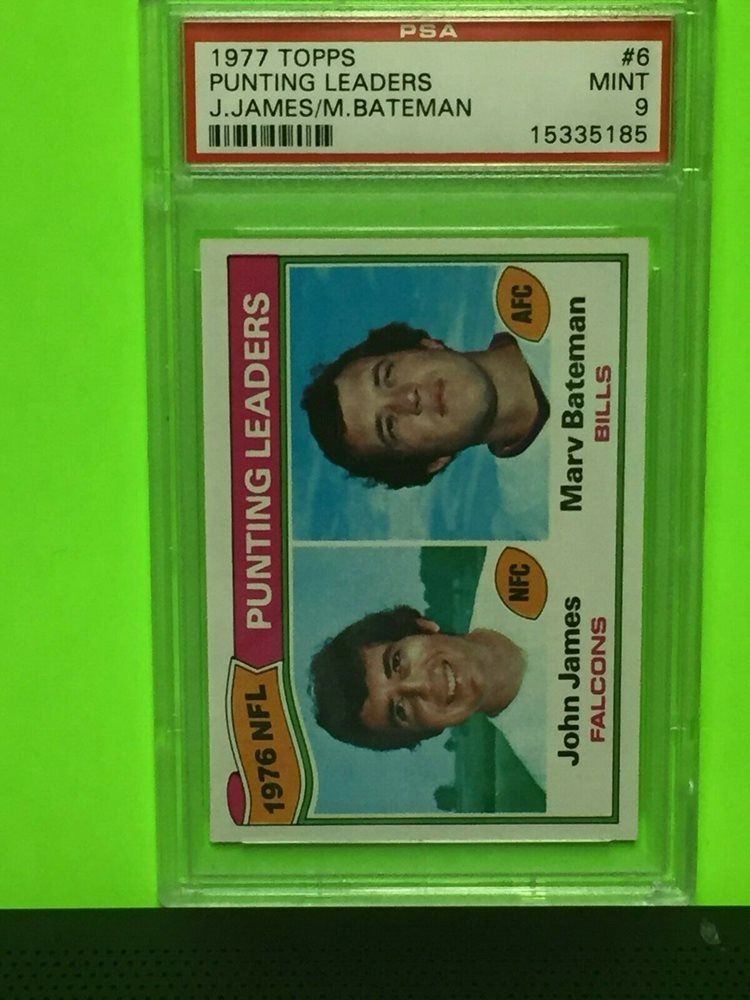 PSA
1977 TOPPS #6
PUNTING LEADERS MINT
J.JAMES/M.BATEMAN 9
15335185
1976 NFL PUNTING LEADERS
NFC
AFC
John James
FALCONS
Marv Bateman
BILLS